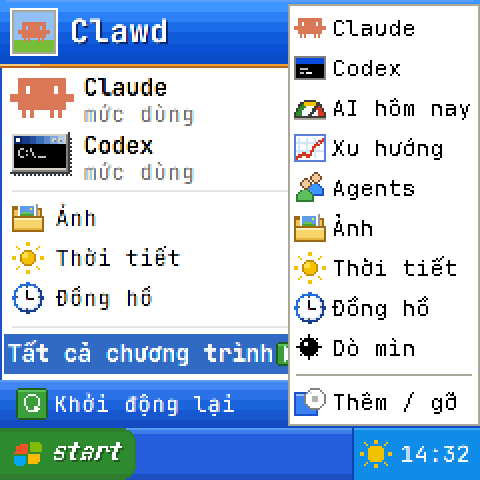 Clawd
Claude
mức dùng
Codex
C:\_
mức dùng
Ảnh
Thời tiết
Đồng hồ
Tất cả chương trình
Khởi động lại
start
Claude
Codex
AI hôm nay
Xu hướng
Agents
Ảnh
Thời tiết
Đồng hồ
Dò mìn
Thêm / gỡ
14:32